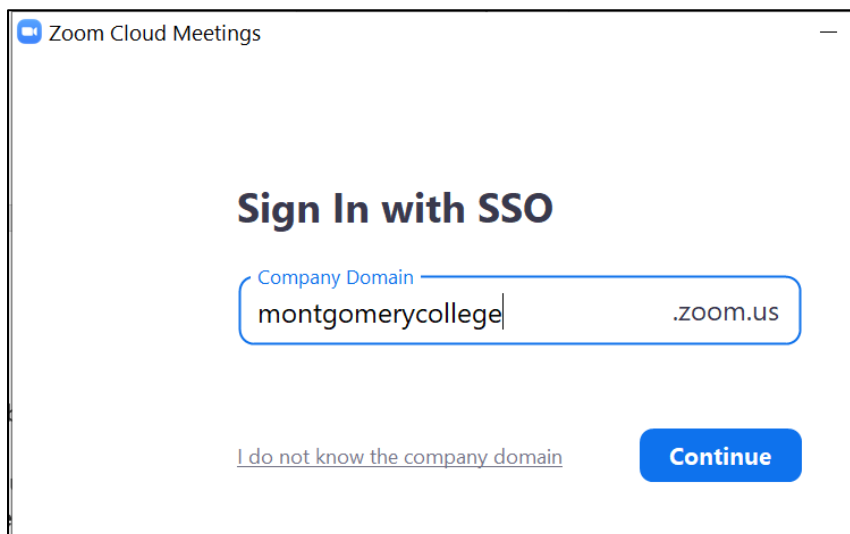 Zoom Cloud Meetings
Sign In with SSO
Company Domain
montgomerycollege .zoom.us
I do not know the company domain
Continue